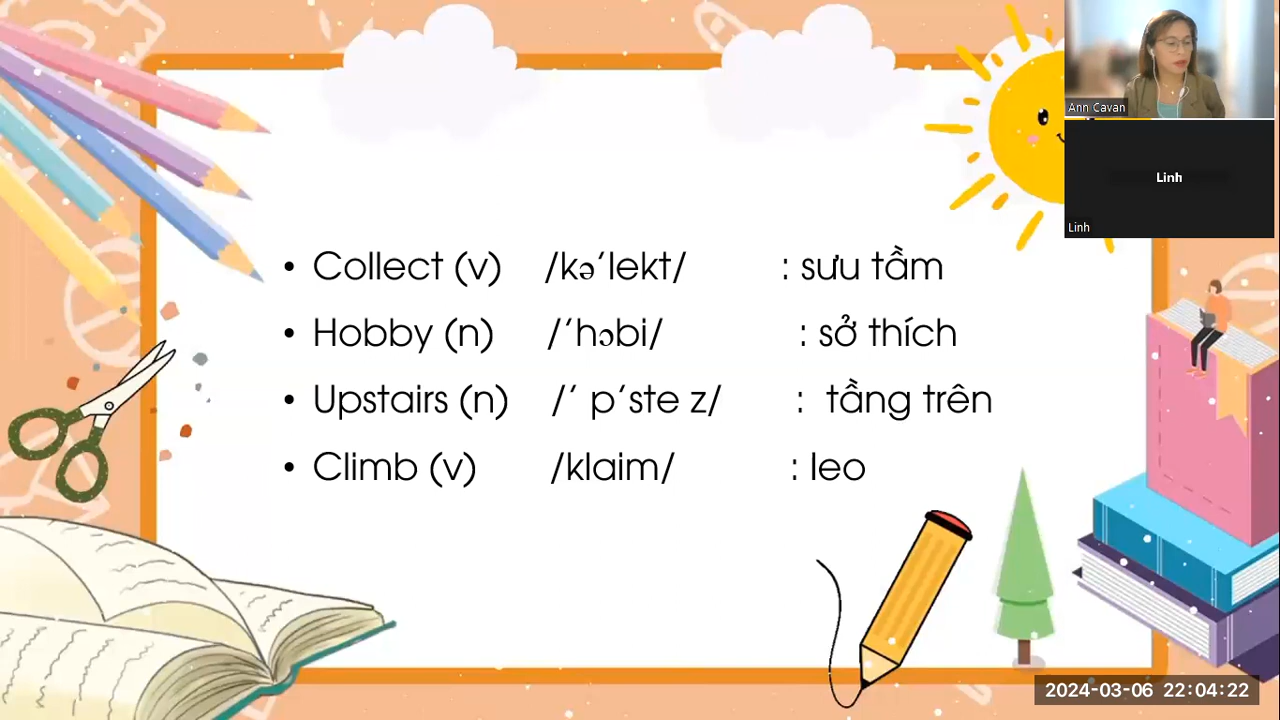 Ann Cavan
Linh
Linh
• Collect (v) /kə’lekt/ : sưu tầm
• Hobby (n) /’hɔbi/ : sở thích
• Upstairs (n) /’ p’ste z/ : tầng trên
• Climb (v) /klaim/ : leo
2024-03-06 22:04:22